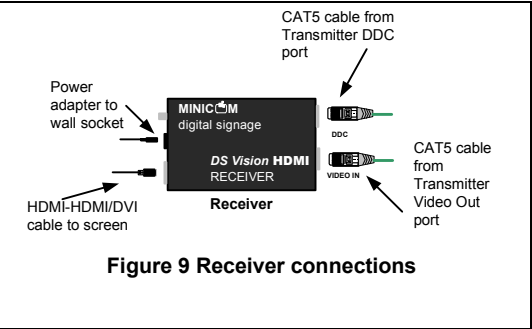 CAT5 cable from
Transmitter DDC
port
Power
adapter to
wall socket
MINICOM
digital signage
DS Vision HDMI
RECEIVER
DDC
VIDEO IN
CAT5 cable
from
Transmitter
Video Out
port
HDMI-HDMI/DVI
cable to screen
Receiver
Figure 9 Receiver connections